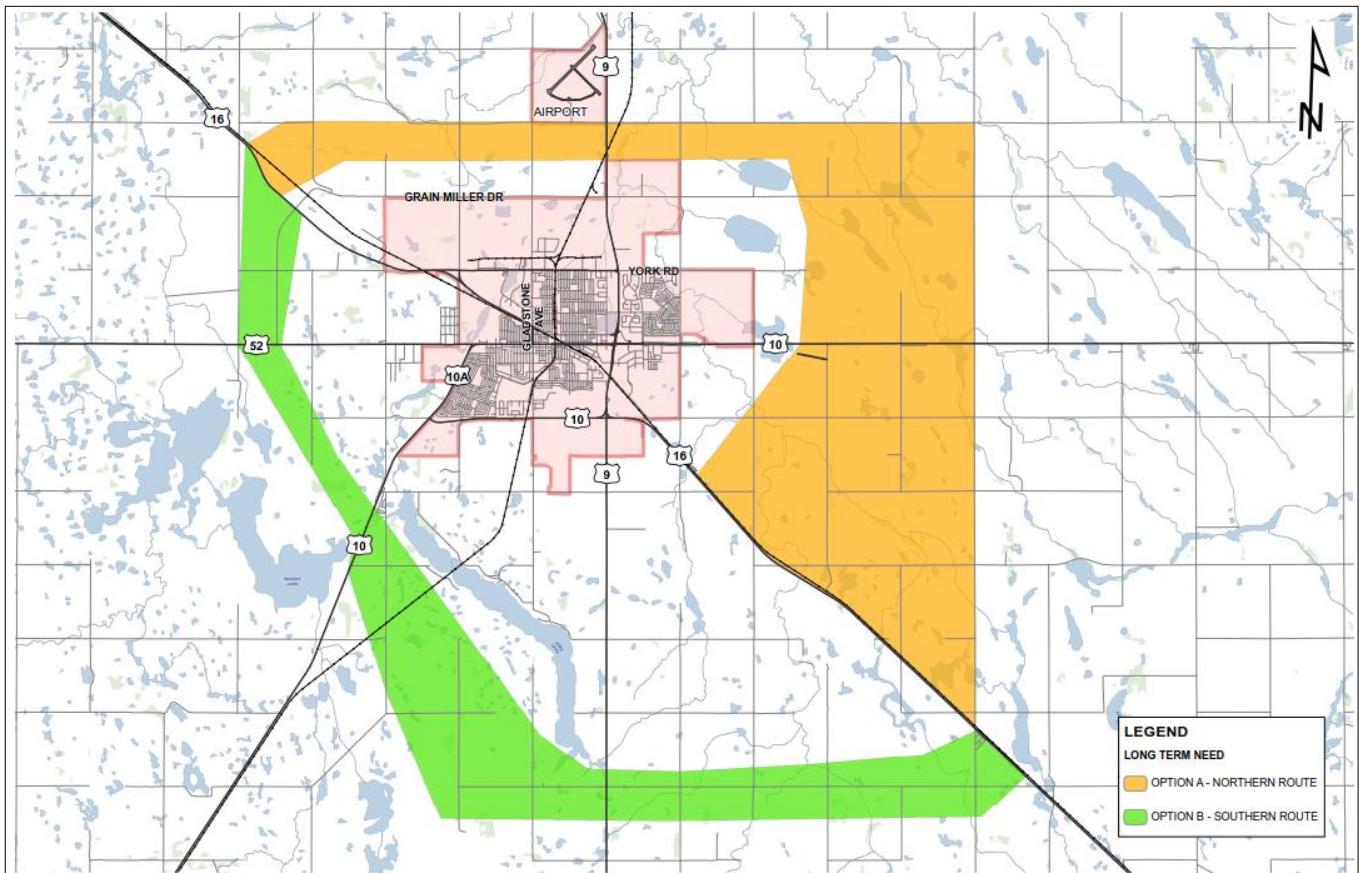 9
16
AIRPORT
N
GRAIN MILLER DR
YORK RD
GLADSTONE
AVE
52
10
10A
10
16
9
10
LEGEND
LONG TERM NEED
OPTION A - NORTHERN ROUTE
OPTION B - SOUTHERN ROUTE